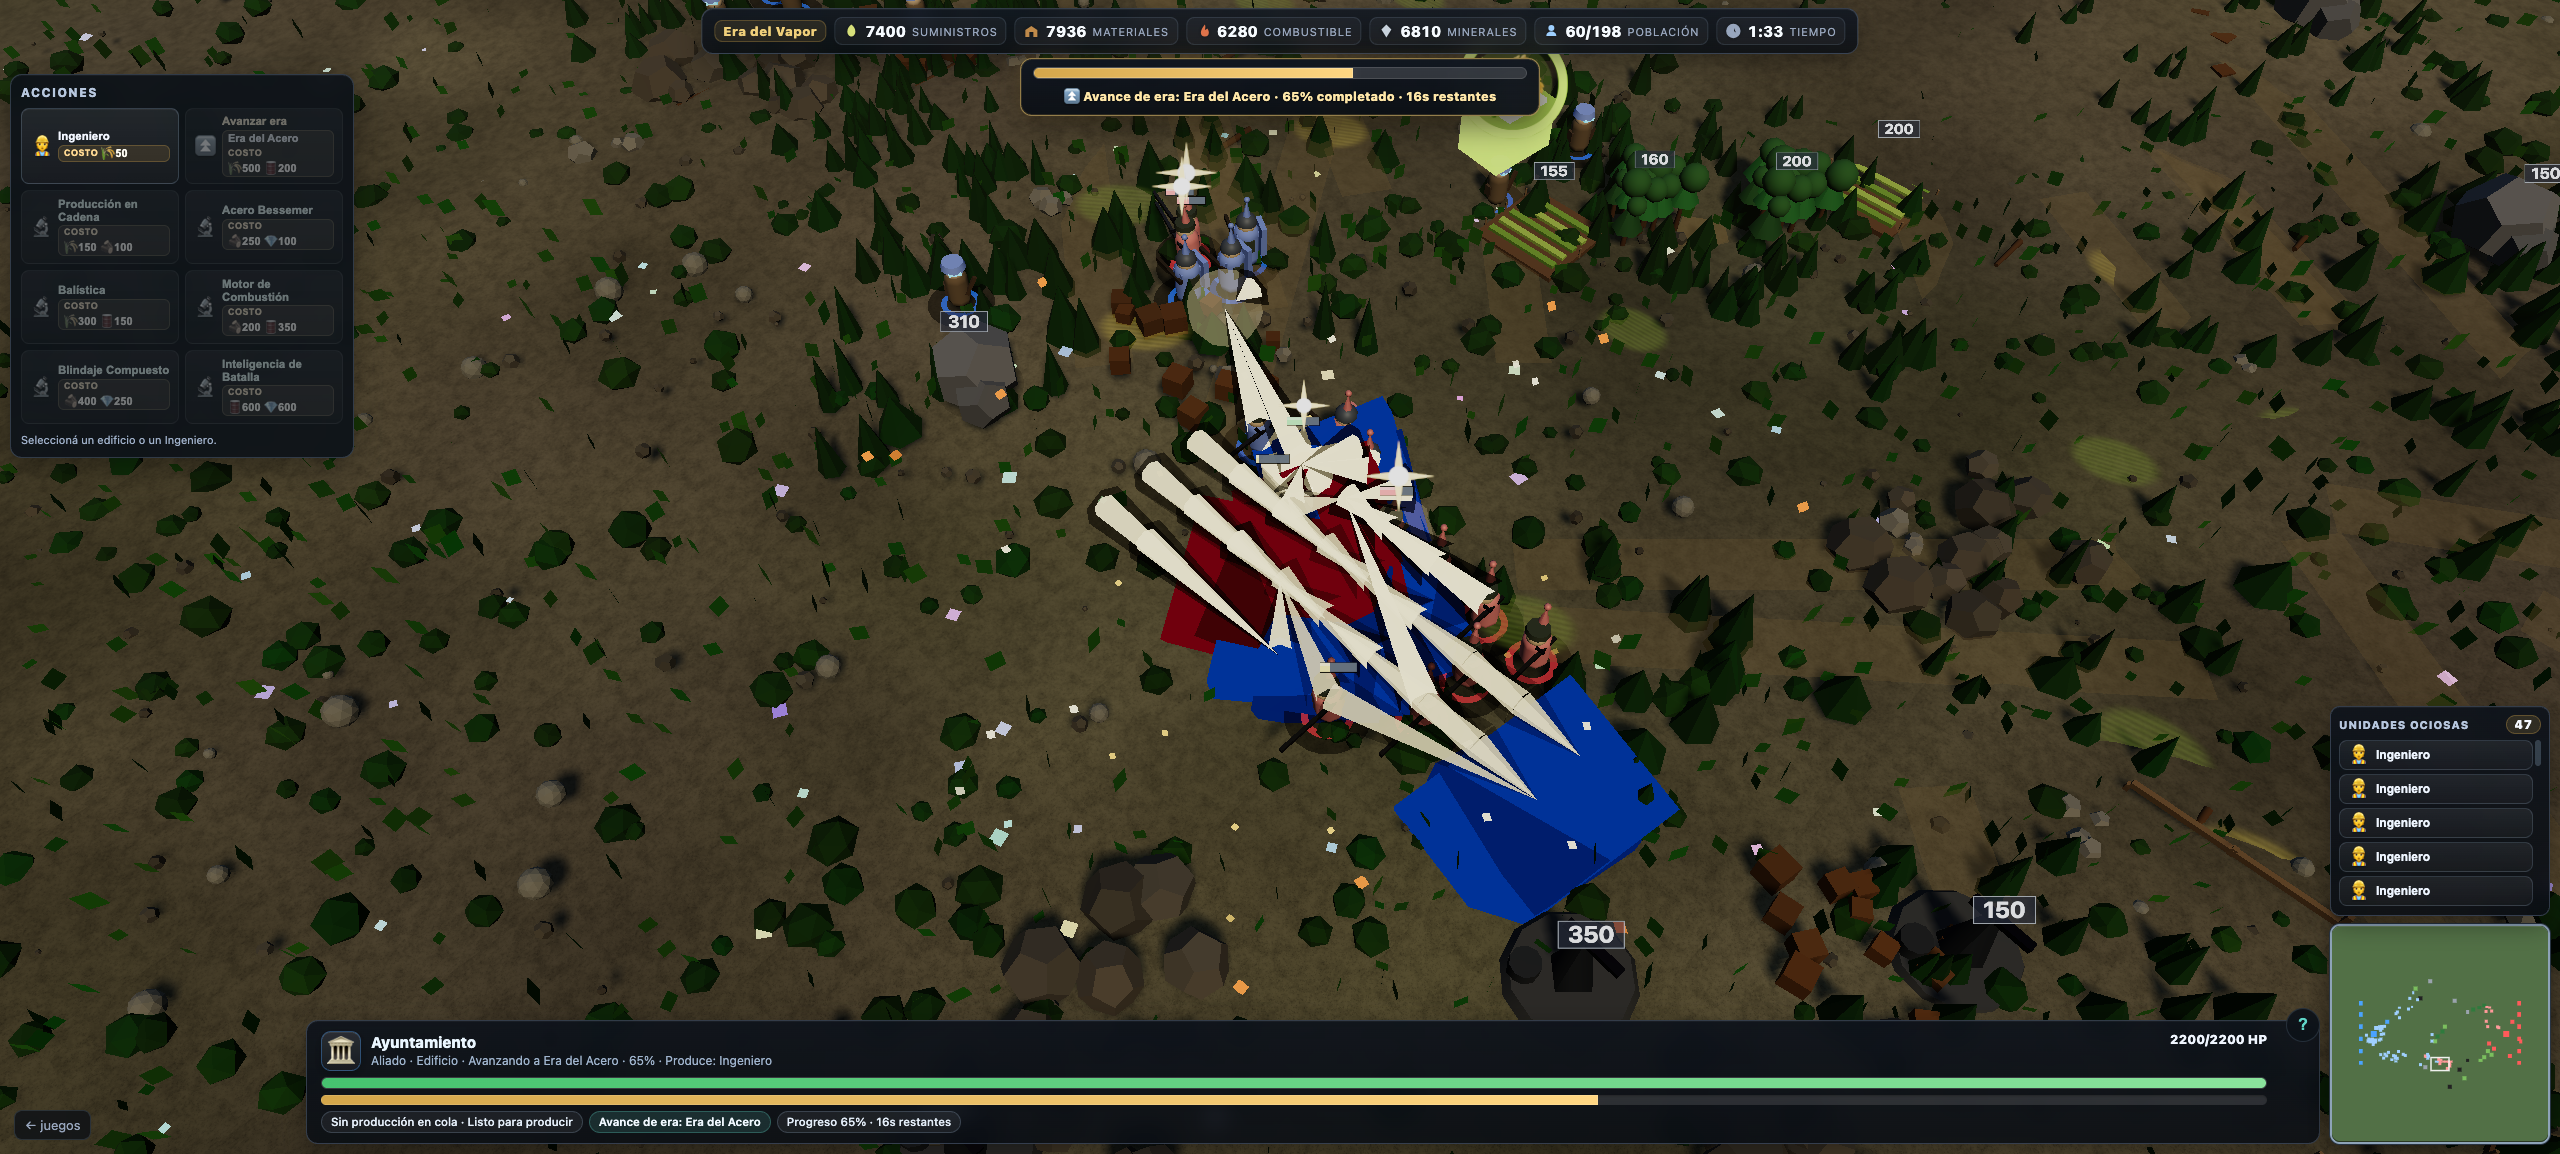 Era del Vapor
7400 SUMINISTROS
7936 MATERIALES
6280 COMBUSTIBLE
6810 MINERALES
60/198 POBLACIÓN
1:33 TIEMPO
Avance de era: Era del Acero · 65% completado · 16s restantes
ACCIONES
Ingeniero
COSTO 50
Avanzar era
Era del Acero
COSTO
500 200
Producción en
Cadena
COSTO
150 100
Acero Bessemer
COSTO
250 100
Balística
COSTO
300 150
Motor de
Combustión
COSTO
200 350
Blindaje Compuesto
COSTO
400 250
Inteligencia de
Batalla
COSTO
600 600
Seleccioná un edificio o un Ingeniero.
200
160
200
155
150
310
350
150
UNIDADES OCIOSAS 47
Ingeniero
Ingeniero
Ingeniero
Ingeniero
Ingeniero
?
Ayuntamiento
2200/2200 HP
Aliado · Edificio · Avanzando a Era del Acero · 65% · Produce: Ingeniero
Sin producción en cola · Listo para producir
Avance de era: Era del Acero
Progreso 65% · 16s restantes
← juegos